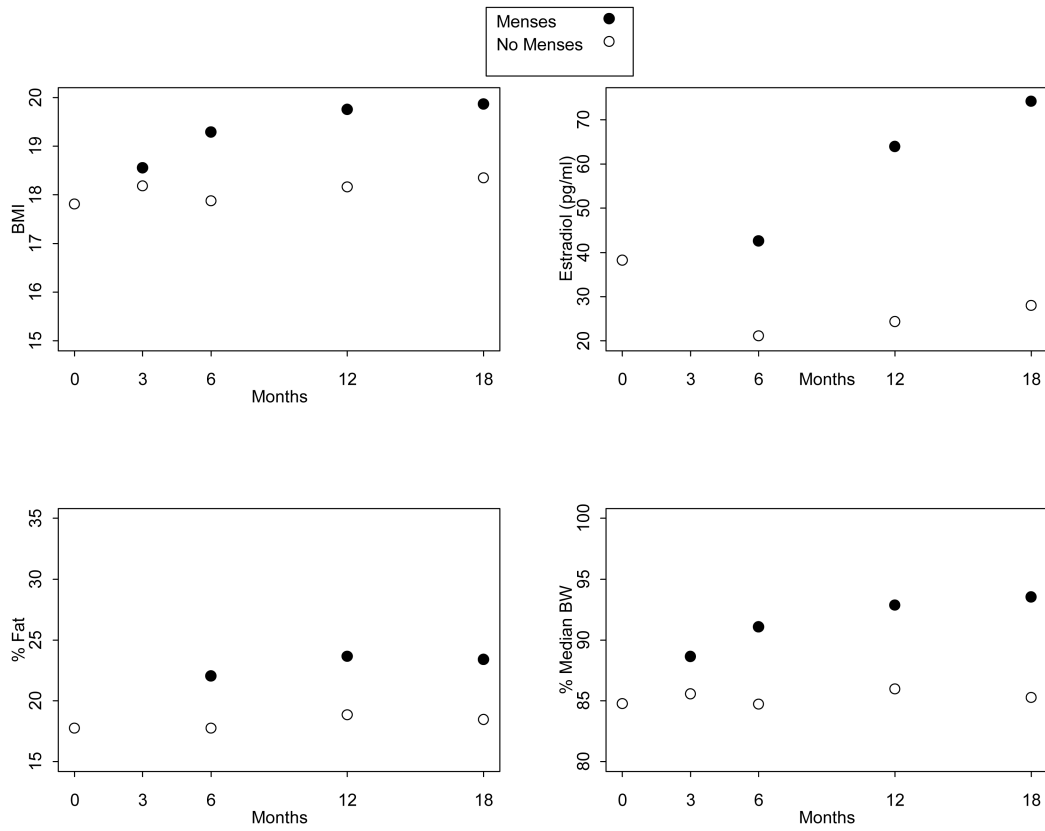 Menses
No Menses
BMI
20
19
18
17
16
15
0 3 6 12 18
Months
Estradiol (pg/ml)
70
60
50
40
30
20
0 3 6 Months 12 18
% Fat
35
30
25
20
15
0 3 6 12 18
Months
% Median BW
100
95
90
85
80
0 3 6 12 18
Months